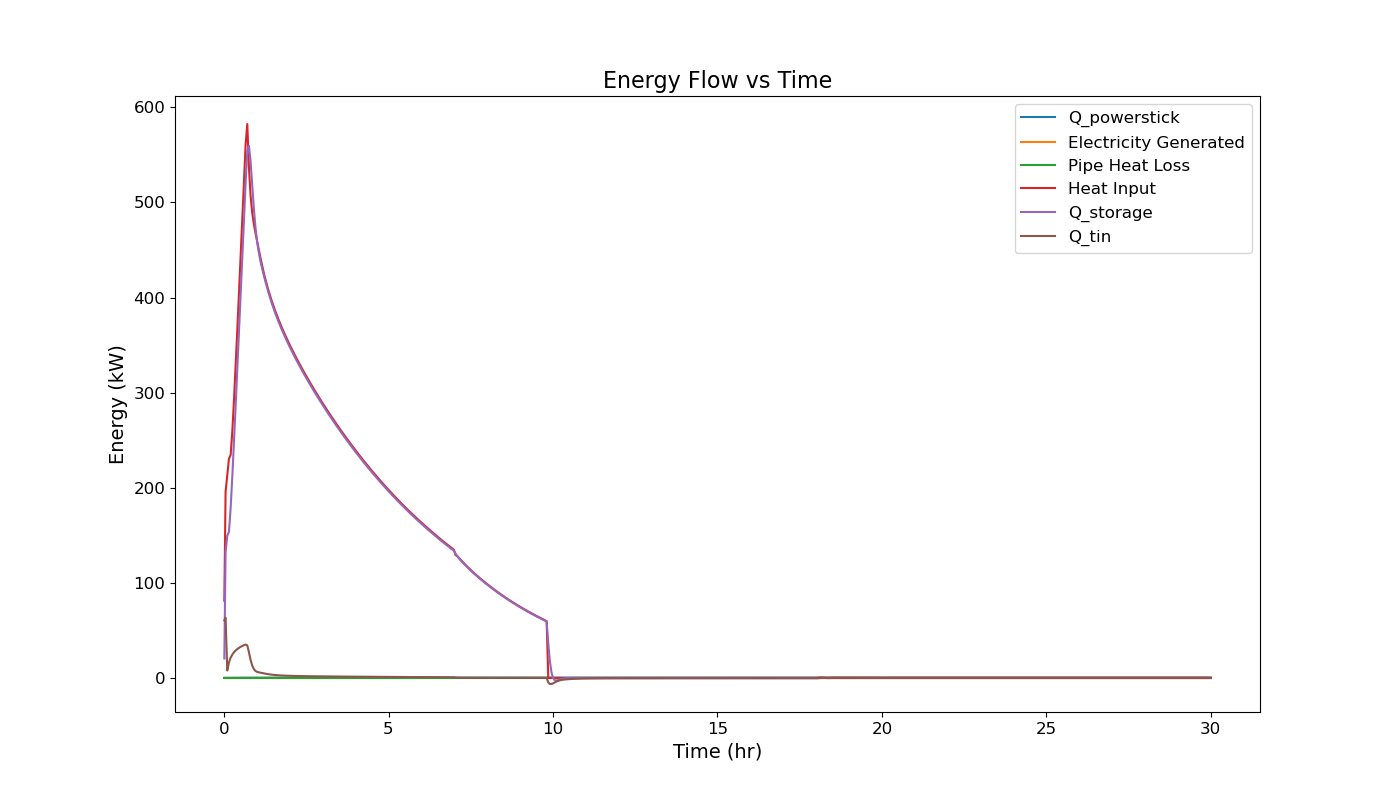 Energy Flow vs Time
600
500
400
300
200
100
0
Energy (kW)
Q_powerstick
Electricity Generated
Pipe Heat Loss
Heat Input
Q_storage
Q_tin
0 5 10 15 20 25 30
Time (hr)